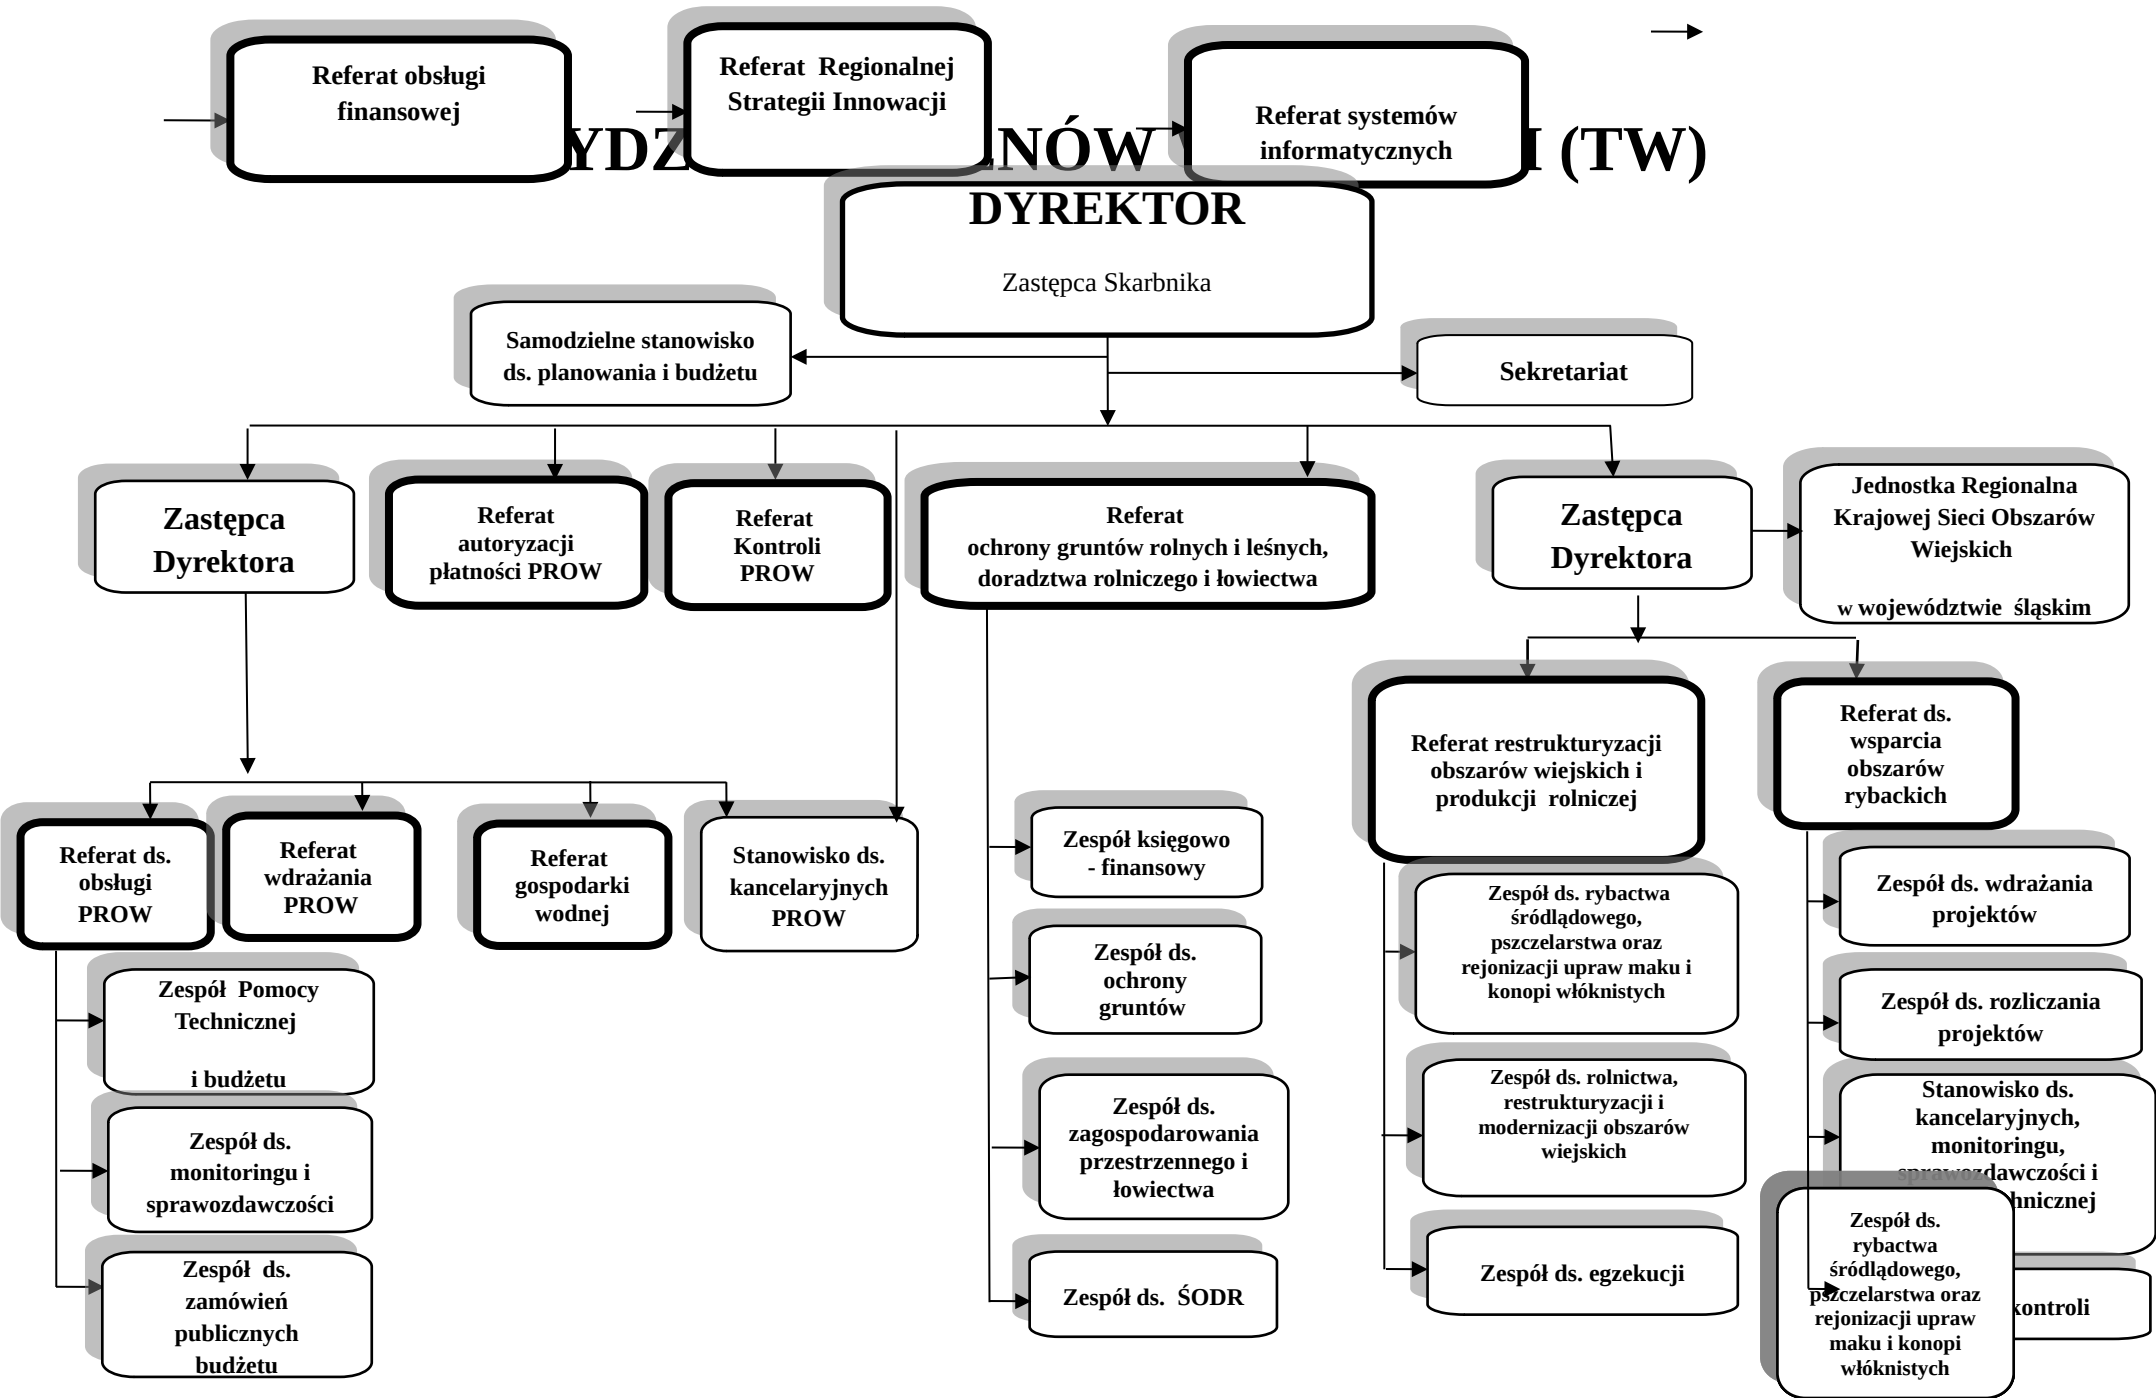 Referat obsługi
finansowej
Referat  Regionalnej
Strategii Innowacji
Referat systemów
informatycznych
(TW)
DYREKTOR
Zastępca Skarbnika
Samodzielne stanowisko
ds. planowania i budżetu
Sekretariat
Zastępca
Dyrektora
Referat
autoryzacji
płatności PROW
Referat
Kontroli
PROW
Referat
ochrony gruntów rolnych i leśnych,
doradztwa rolniczego i łowiectwa
Zastępca
Dyrektora
Jednostka Regionalna
Krajowej Sieci Obszarów
Wiejskich
w województwie  śląskim
Referat ds.
obsługi
PROW
Referat
wdrażania
PROW
Referat
gospodarki
wodnej
Stanowisko ds.
kancelaryjnych
PROW
Zespół  Pomocy
Technicznej
i budżetu
Zespół ds.
monitoringu i
sprawozdawczości
Zespół  ds.
zamówień
publicznych
budżetu
Zespół księgowo
- finansowy
Zespół ds.
ochrony
gruntów
Zespół ds.
zagospodarowania
przestrzennego i
łowiectwa
Zespół ds.  ŚODR
Referat restrukturyzacji
obszarów wiejskich i
produkcji  rolniczej
Zespół ds. rybactwa
śródlądowego,
pszczelarstwa oraz
rejonizacji upraw maku i
konopi włóknistych
Zespół ds. rolnictwa,
restrukturyzacji i
modernizacji obszarów
wiejskich
Zespół ds. egzekucji
Referat ds.
wsparcia
obszarów
rybackich
Zespół ds. wdrażania
projektów
Zespół ds. rozliczania
projektów
Stanowisko ds.
kancelaryjnych,
monitoringu,
sprawozdawczości i
Zespół ds.
rybactwa
śródlądowego,
pszczelarstwa oraz
rejonizacji upraw
maku i konopi
włóknistych
kontroli